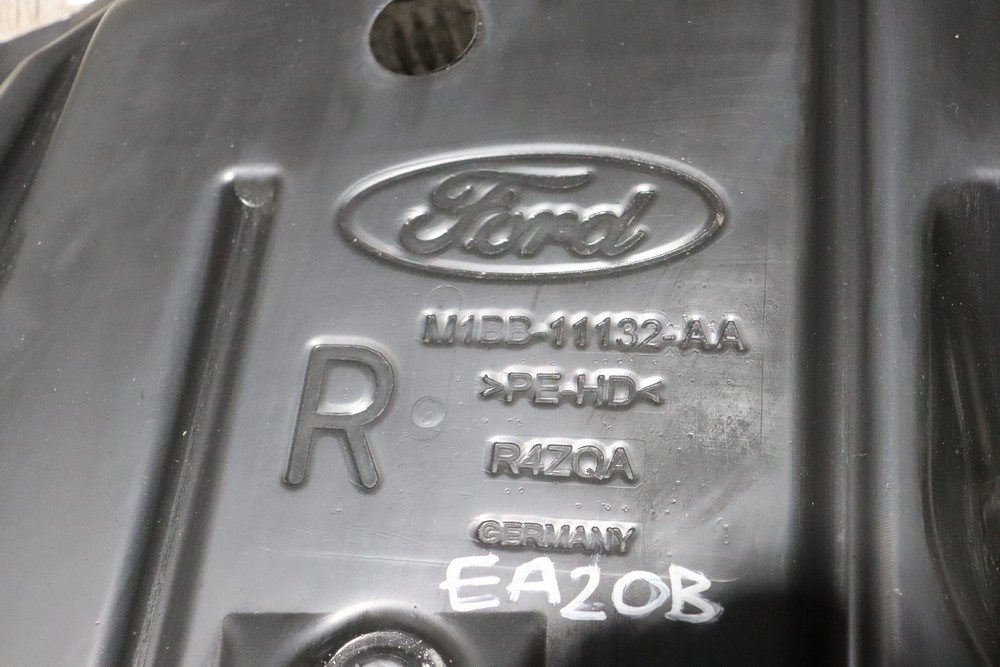 Ford
M1BB-11132-AA
R
>PE-HD<
R4ZQA
GERMANY
EA20B